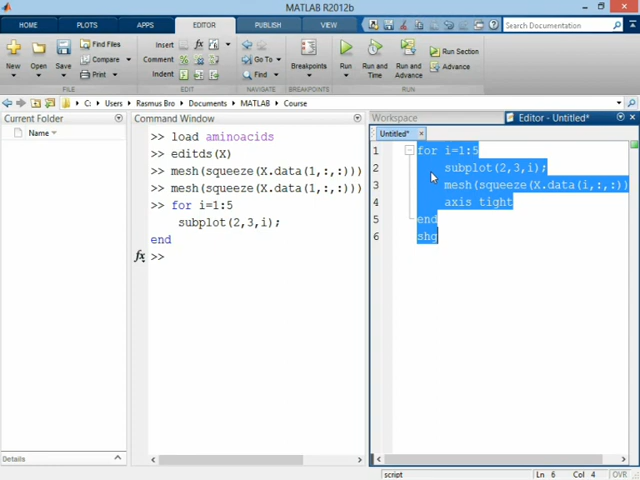 MATLAB R2012b
HOME PLOTS APPS EDITOR PUBLISH VIEW
Search Documentation
New Open Save Find Files Compare Print
Insert fx Comment Indent
Go To Find
Breakpoints
Run Run and Time Run and Advance Run Section Advance
FILE EDIT NAVIGATE BREAKPOINTS RUN
C: Users Rasmus Bro Documents MATLAB Course
Current Folder
Name
Details
Command Window
>> load aminoacids
>> editds(X)
>> mesh(squeeze(X.data(1,:,:)))
>> mesh(squeeze(X.data(1,:,:)))
>> for i=1:5
subplot(2,3,i);
end
fx >>
Workspace
Editor - Untitled*
Untitled*
1 for i=1:5
2 subplot(2,3,i);
3 mesh(squeeze(X.data(i,:,:))
4 axis tight
5 end
6 shg
script Ln 6 Col 4 OVR